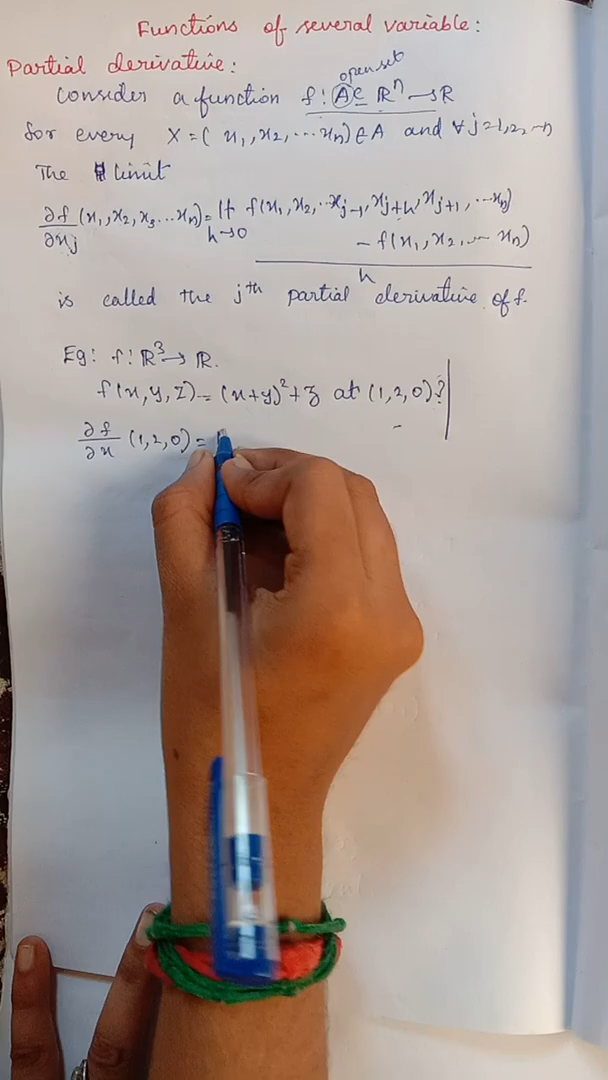 Functions of several variable:
Partial derivative:
open set
Consider a function f: A ⊆ ℝⁿ → ℝ
for every X = (x₁, x₂, ... xₙ) ∈ A and ∀ j = 1, 2, ... n
The limit
∂f/∂xⱼ (x₁, x₂, x₃ ... xₙ) = lt h→0 f(x₁, x₂, ... xⱼ₋₁, xⱼ+h, xⱼ₊₁, ... xₙ)
- f(x₁, x₂, ... xₙ)
h
is called the jth partial derivative of f.
Eg: f: ℝ³ → ℝ.
f(x, y, z) = (x+y)² + z at (1, 2, 0)?
∂f/∂x (1, 2, 0) =